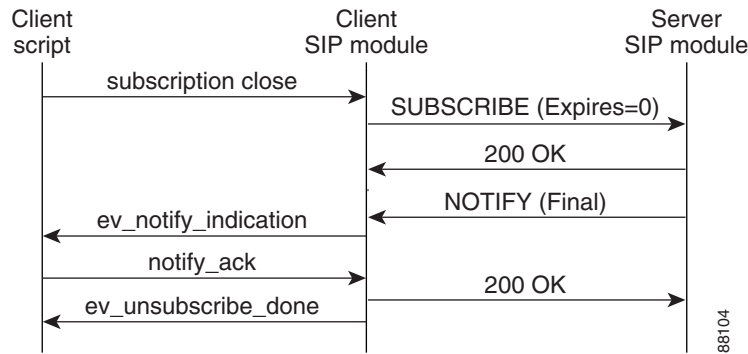 Client
script
Client
SIP module
Server
SIP module
subscription close
SUBSCRIBE (Expires=0)
200 OK
NOTIFY (Final)
ev_notify_indication
notify_ack
200 OK
ev_unsubscribe_done
88104